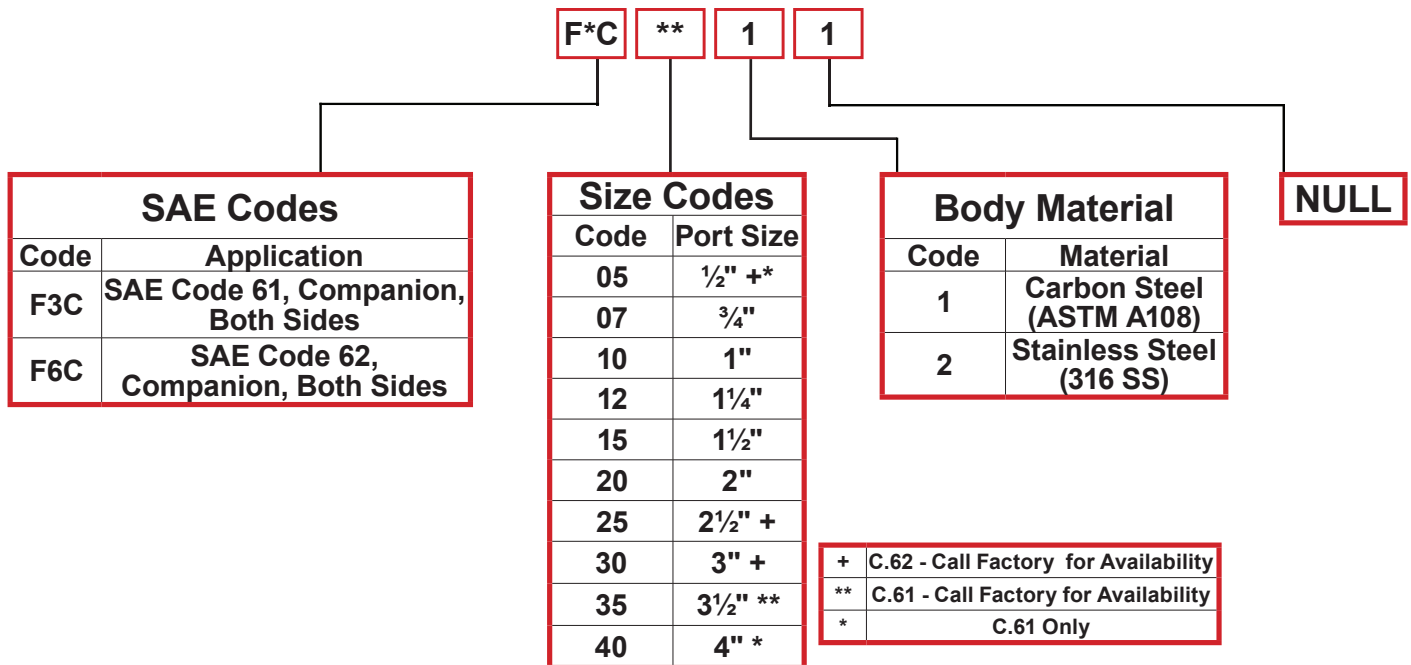 F*C ** 1 1
SAE Codes
Code Application
F3C SAE Code 61, Companion,
Both Sides
F6C SAE Code 62,
Companion, Both Sides
Size Codes
Code Port Size
05 ½" +*
07 ¾"
10 1"
12 1¼"
15 1½"
20 2"
25 2½" +
30 3" +
35 3½" **
40 4" *
Body Material
Code Material
1 Carbon Steel
(ASTM A108)
2 Stainless Steel
(316 SS)
NULL
+ C.62 - Call Factory for Availability
** C.61 - Call Factory for Availability
* C.61 Only